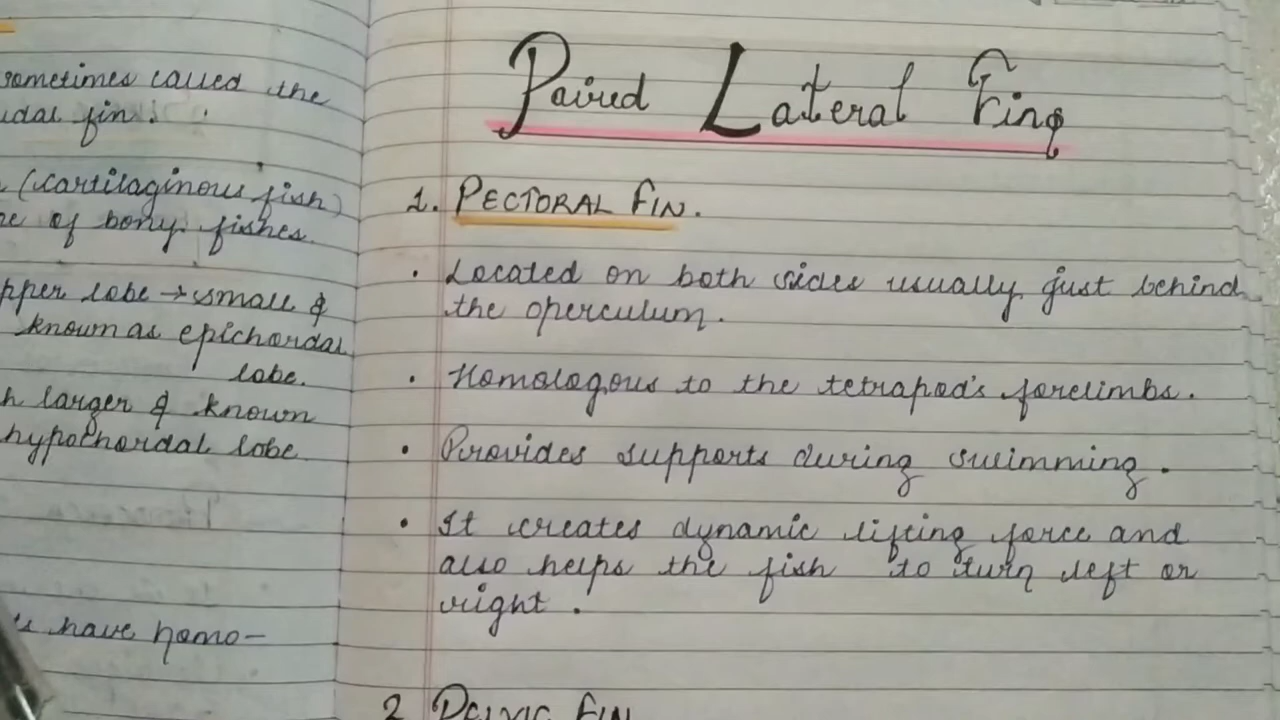 sometimes called the
udal fin.
(cartilaginous fish)
re of bony fishes.
pper lobe → small &
known as epichordal
lobe.
h larger & known
hypochordal lobe
's have homo-
Paired Lateral Fins
1. PECTORAL FIN.
• Located on both sides usually just behind
the operculum.
• Homologous to the tetrapod's forelimbs.
• Provides supports during swimming.
• It creates dynamic lifting force and
also helps the fish to turn left or
right.
2. PELVIC FIN